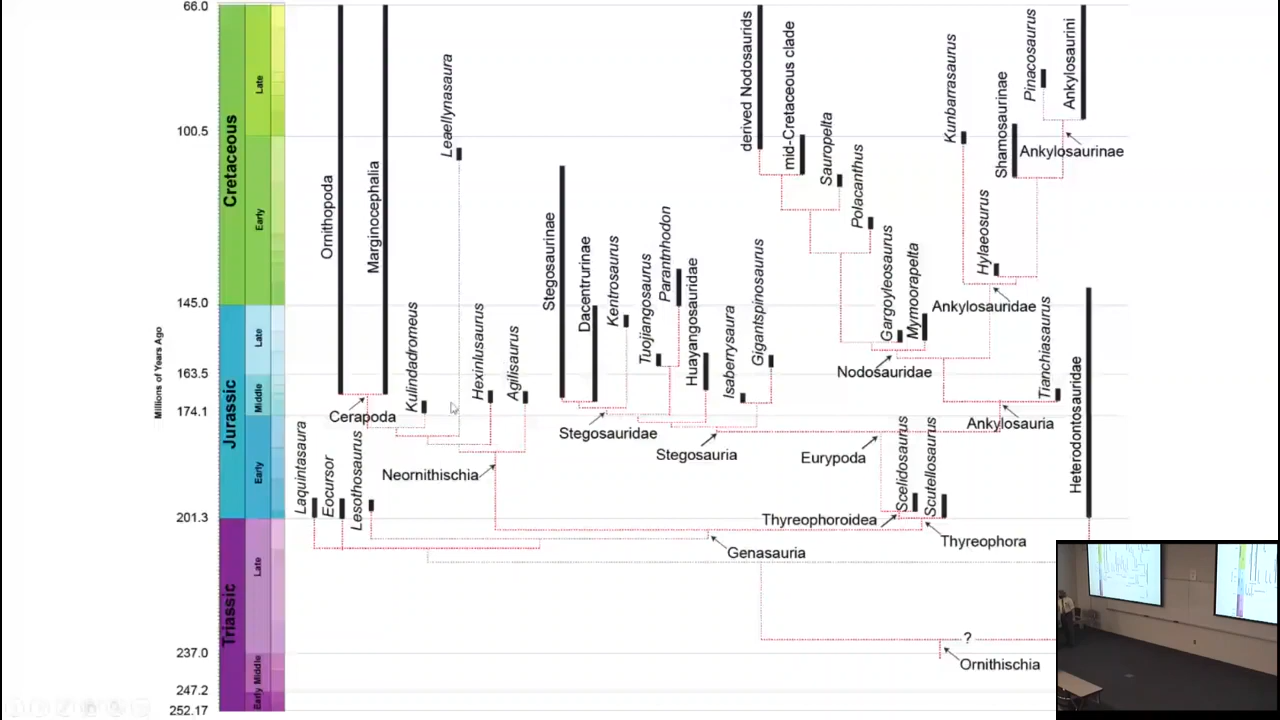 66.0
100.5
145.0
163.5
174.1
201.3
237.0
247.2
252.17
Millions of Years Ago
Cretaceous
Jurassic
Triassic
Late
Early
Late
Middle
Early
Late
Middle
Early
Ornithopoda
Marginocephalia
Leaellynasaura
Kulindadromeus
Hexinlusaurus
Agilisaurus
Stegosaurinae
Dacenturinae
Kentrosaurus
Tuojiangosaurus
Parantnhodon
Huayangosauridae
Isaberrysaura
Gigantspinosaurus
derived Nodosaurids
mid-Cretaceous clade
Sauropelta
Polacanthus
Gargoyleosaurus
Mymoorapelta
Kunbarrasaurus
Hylaeosurus
Shamosaurinae
Pinacosaurus
Ankylosaurini
Ankylosaurinae
Ankylosauridae
Tianchiasaurus
Heterodontosauridae
Nodosauridae
Ankylosauria
Cerapoda
Stegosauridae
Stegosauria
Eurypoda
Laquintasaura
Eocursor
Lesothosaurus
Neornithischia
Scelidosaurus
Scutellosaurus
Thyreophoroidea
Thyreophora
Genasauria
?
Ornithischia